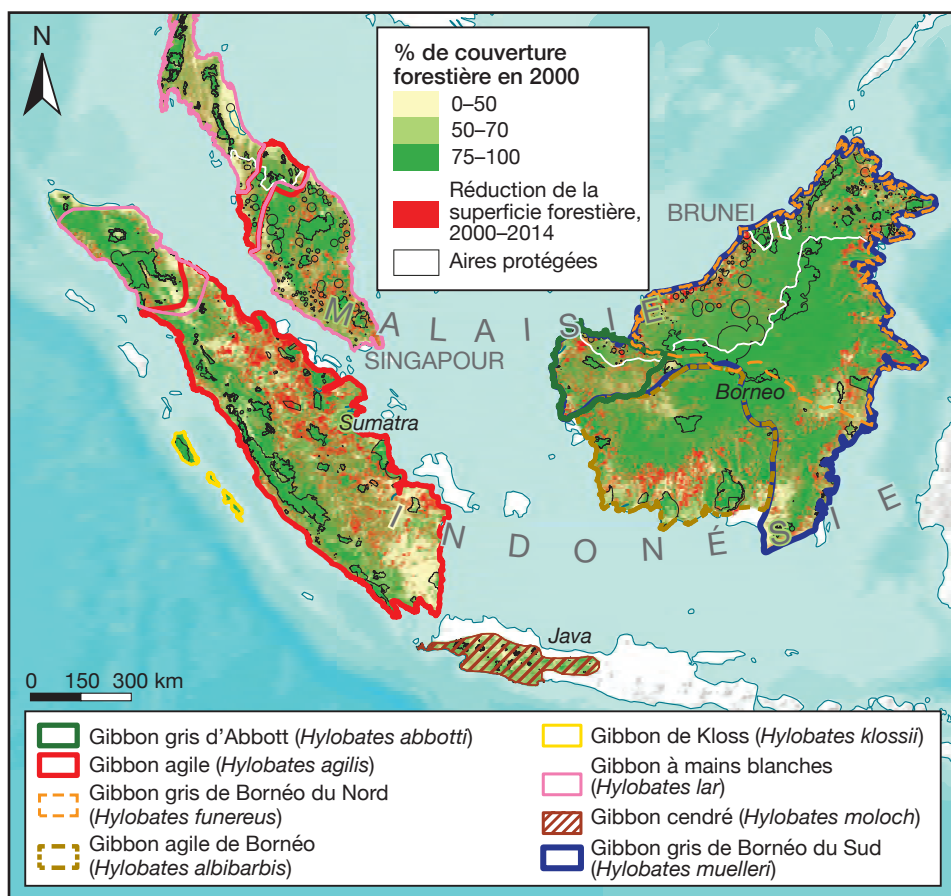 N
% de couverture
forestière en 2000
0–50
50–70
75–100
Réduction de la
superficie forestière,
2000–2014
Aires protégées
BRUNEI
MALAISIE
SINGAPOUR
Borneo
Sumatra
INDONÉSIE
Java
0 150 300 km
Gibbon gris d'Abbott (Hylobates abbotti)
Gibbon agile (Hylobates agilis)
Gibbon gris de Bornéo du Nord
(Hylobates funereus)
Gibbon agile de Bornéo
(Hylobates albibarbis)
Gibbon de Kloss (Hylobates klossii)
Gibbon à mains blanches
(Hylobates lar)
Gibbon cendré (Hylobates moloch)
Gibbon gris de Bornéo du Sud
(Hylobates muelleri)